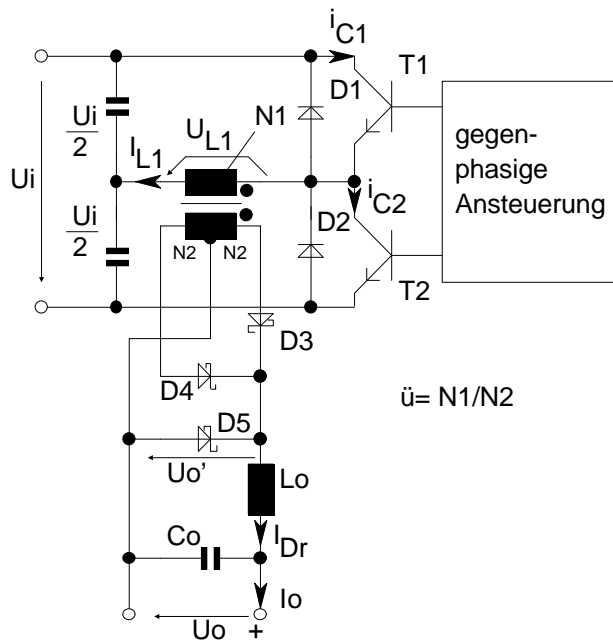 iC1
T1
D1
Ui/2
UL1
N1
IL1
Ui
gegen-
phasige
Ansteuerung
iC2
D2
Ui/2
N2 N2
T2
D3
D4
ü= N1/N2
D5
Uo’
Lo
IDr
Co
Io
Uo +